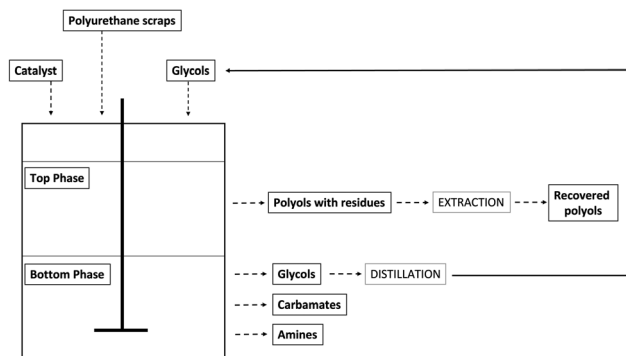 Polyurethane scraps
Catalyst
Glycols
Top Phase
Polyols with residues
EXTRACTION
Recovered
polyols
Bottom Phase
Glycols
DISTILLATION
Carbamates
Amines